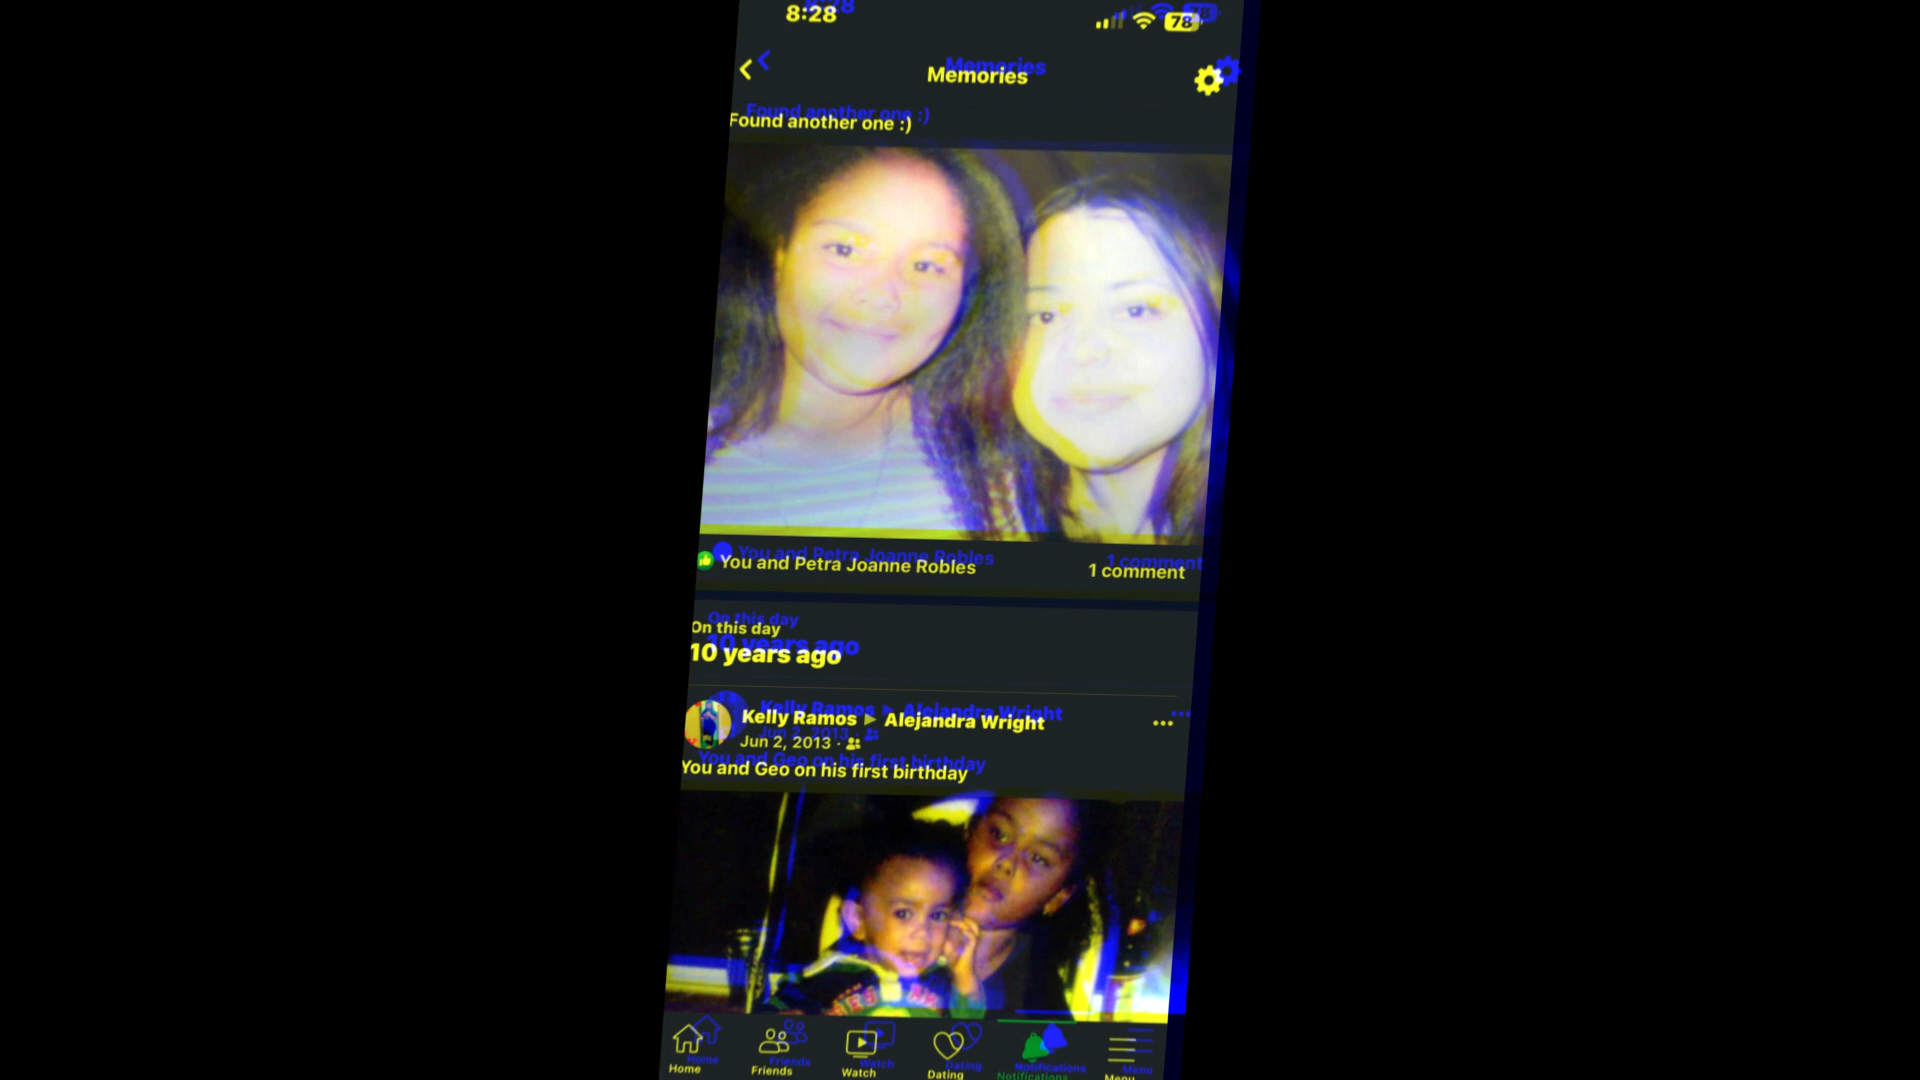 8:28
78
Memories
Found another one :)
You and Petra Joanne Robles
1 comment
On this day
10 years ago
Kelly Ramos ▸ Alejandra Wright
Jun 2, 2013 ·
You and Geo on his first birthday
Home
Friends
Watch
Dating
Notifications
Menu